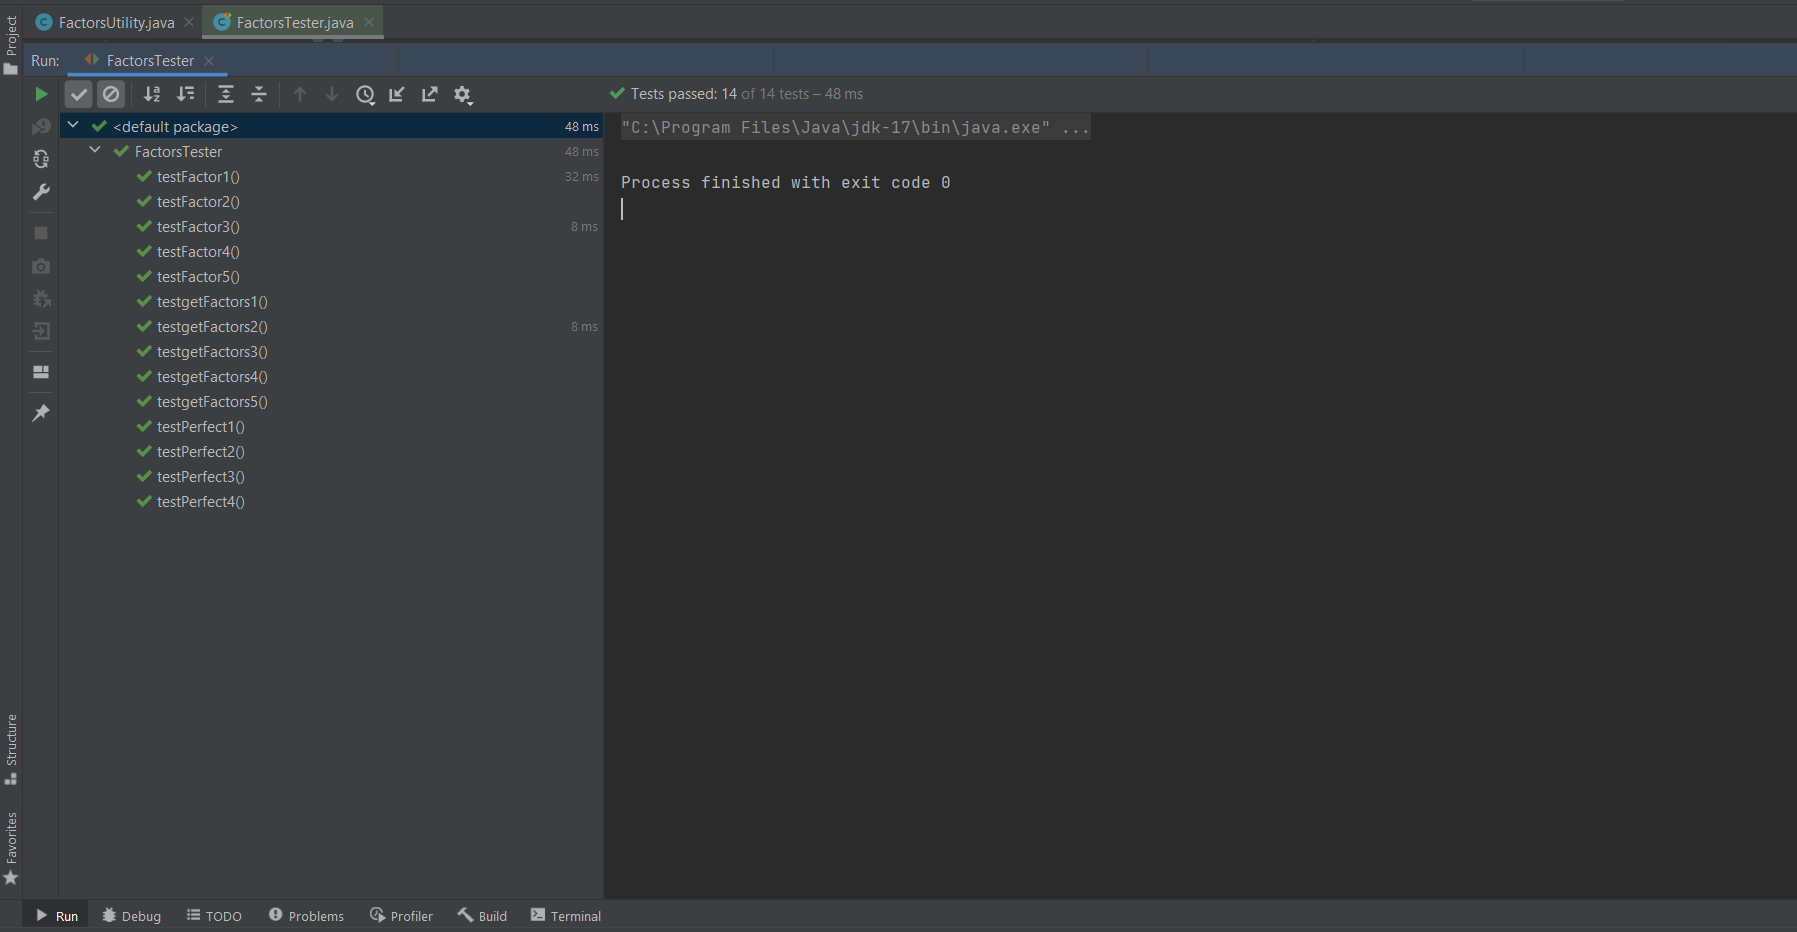 Project
FactorsUtility.java
FactorsTester.java
Run:
FactorsTester
Tests passed: 14 of 14 tests – 48 ms
<default package> 48 ms
FactorsTester 48 ms
testFactor1() 32 ms
testFactor2()
testFactor3() 8 ms
testFactor4()
testFactor5()
testgetFactors1()
testgetFactors2() 8 ms
testgetFactors3()
testgetFactors4()
testgetFactors5()
testPerfect1()
testPerfect2()
testPerfect3()
testPerfect4()
"C:\Program Files\Java\jdk-17\bin\java.exe" ...
Process finished with exit code 0
Structure
Favorites
Run
Debug
TODO
Problems
Profiler
Build
Terminal